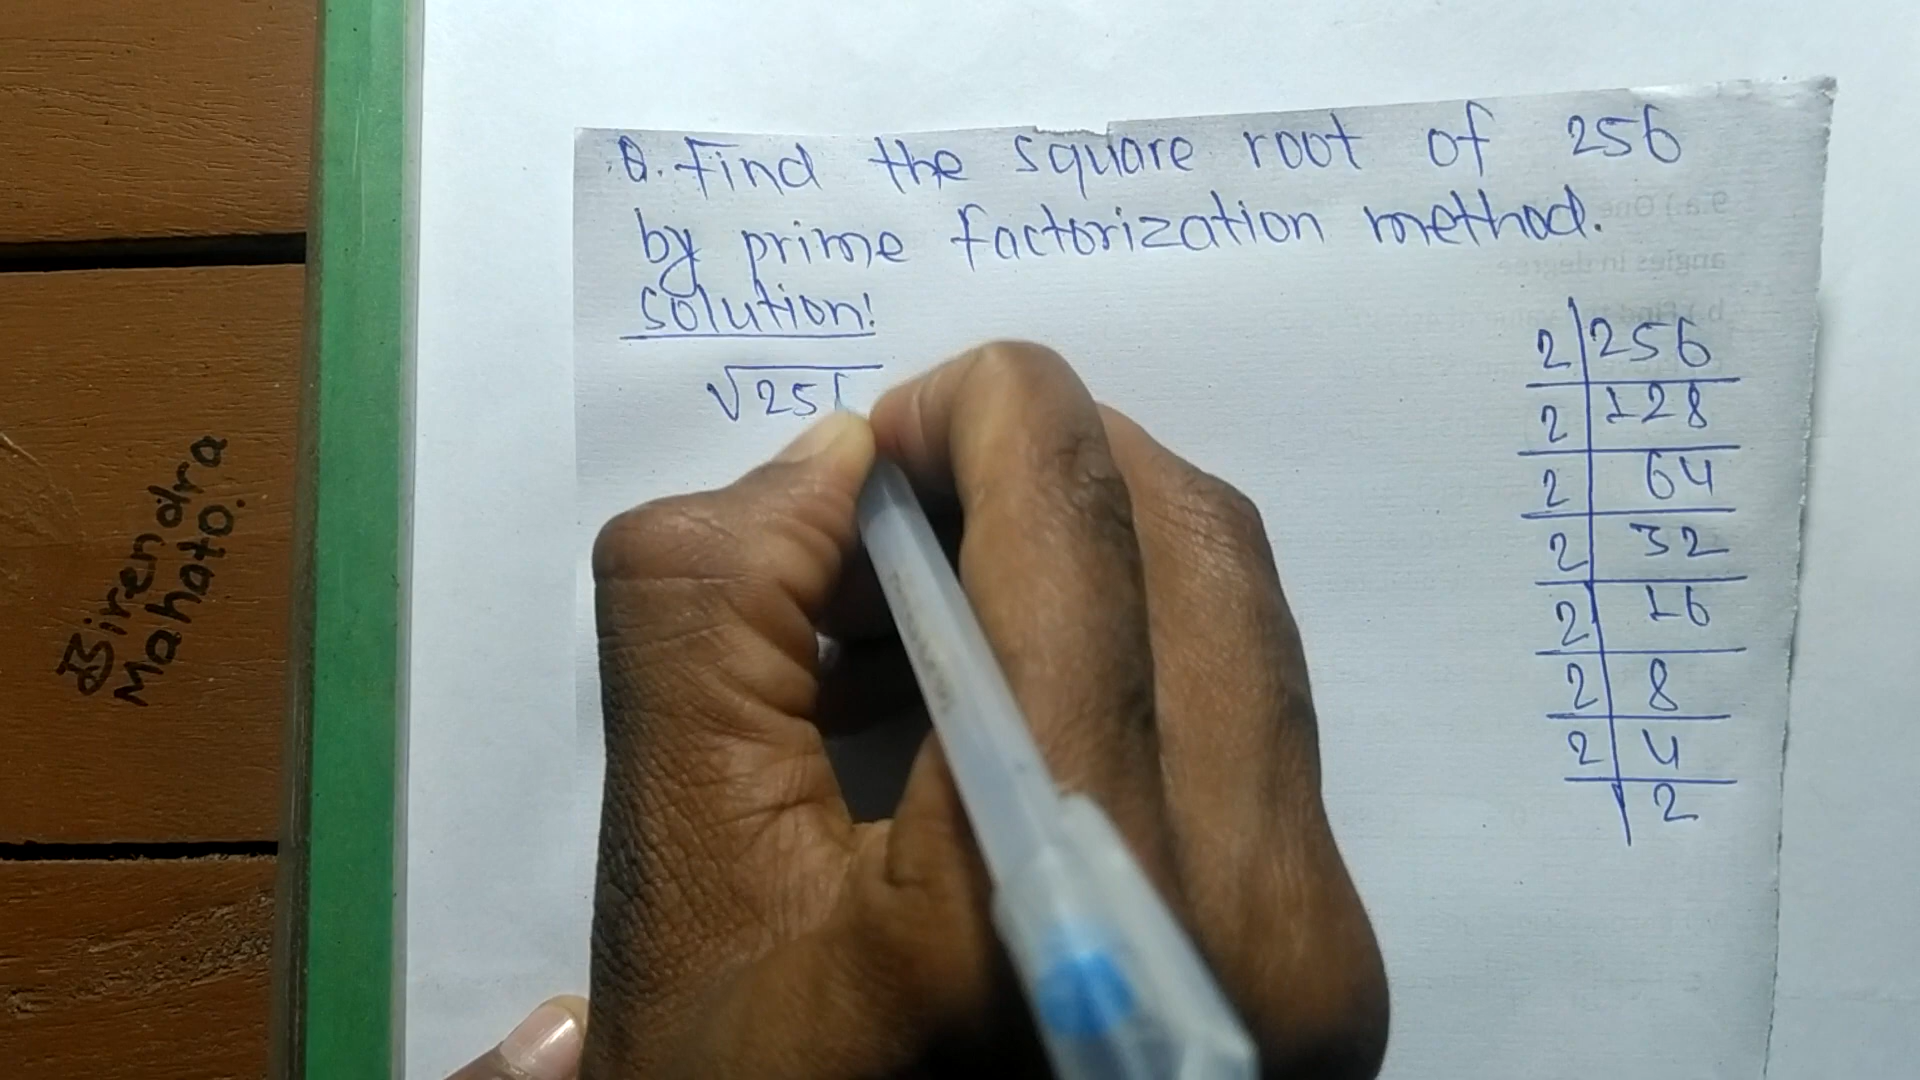 Q. Find the square root of 256
by prime factorization method.
solution:
√25
2 | 256
2 | 128
2 | 64
2 | 32
2 | 16
2 | 8
2 | 4
| 2
Birendra
Mahato.